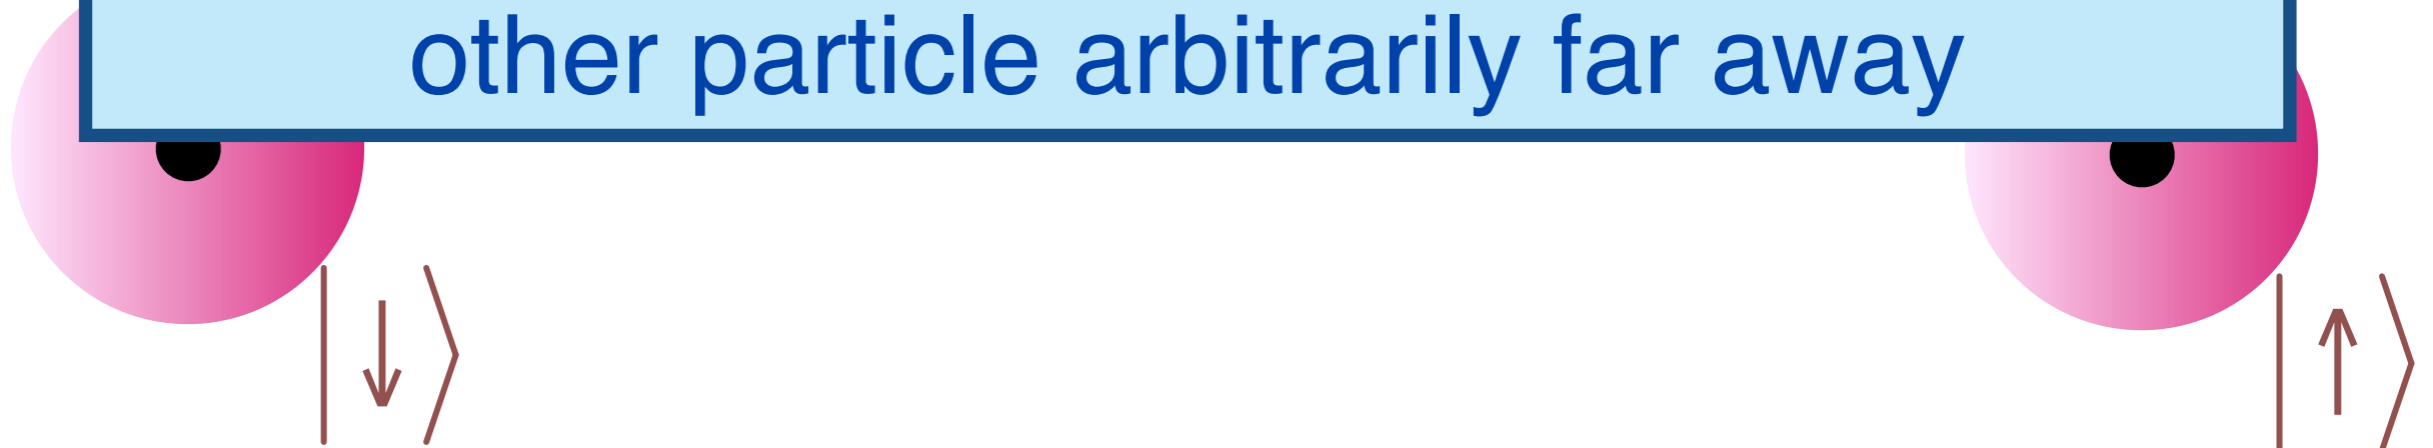 other particle arbitrarily far away
|↓⟩ |↑⟩